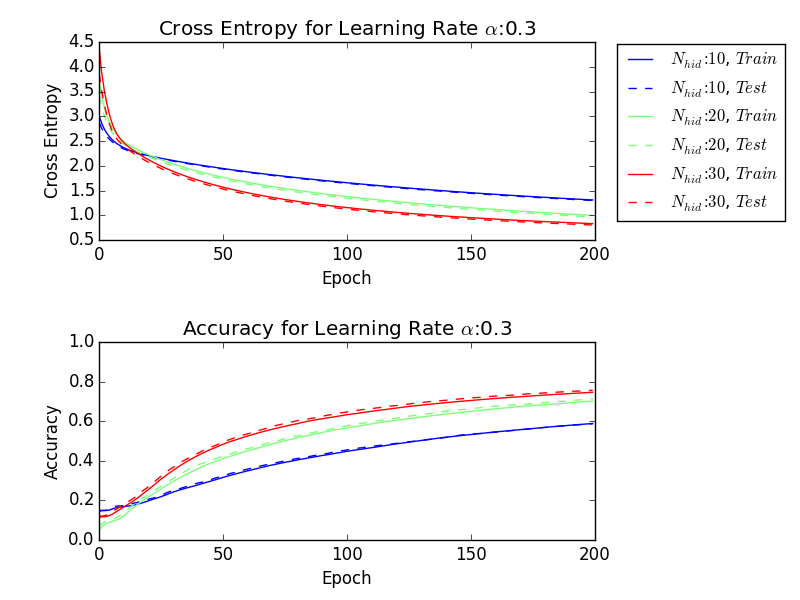 Cross Entropy for Learning Rate α:0.3
4.5
4.0
3.5
3.0
2.5
2.0
1.5
1.0
0.5
Cross Entropy
0 50 100 150 200
Epoch
N_hid:10, Train
N_hid:10, Test
N_hid:20, Train
N_hid:20, Test
N_hid:30, Train
N_hid:30, Test
Accuracy for Learning Rate α:0.3
1.0
0.8
0.6
0.4
0.2
0.0
Accuracy
0 50 100 150 200
Epoch